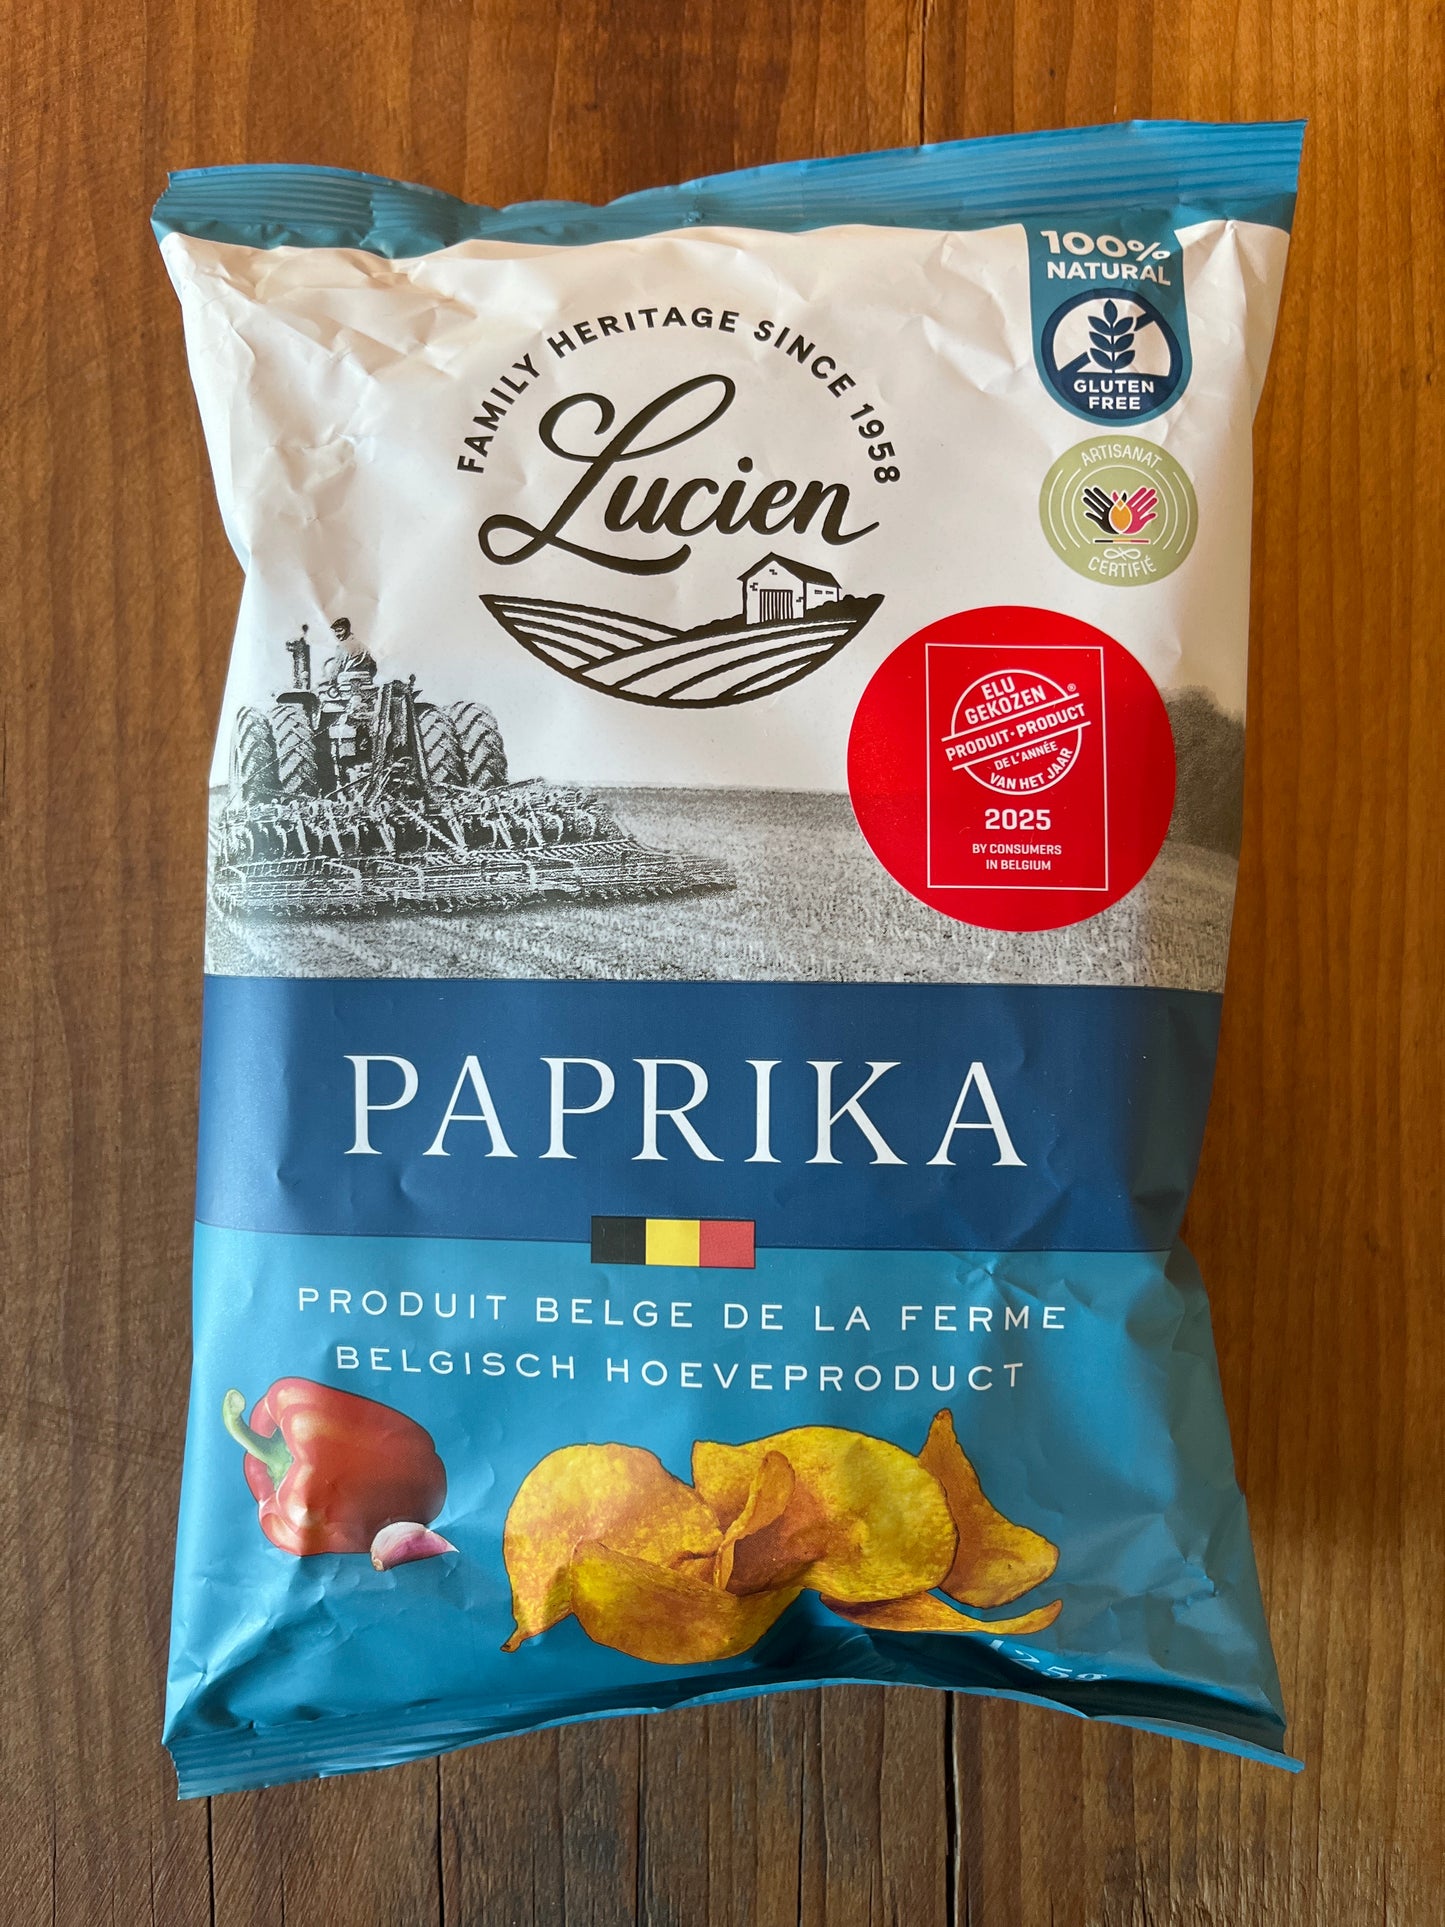 100%
NATURAL
GLUTEN
FREE
FAMILY HERITAGE SINCE 1958
Lucien
ARTISANAT
CERTIFIÉ
ELU
GEKOZEN
®
PRODUIT · PRODUCT
DE L'ANNÉE
VAN HET JAAR
2025
BY CONSUMERS
IN BELGIUM
PAPRIKA
PRODUIT BELGE DE LA FERME
BELGISCH HOEVEPRODUCT
125g